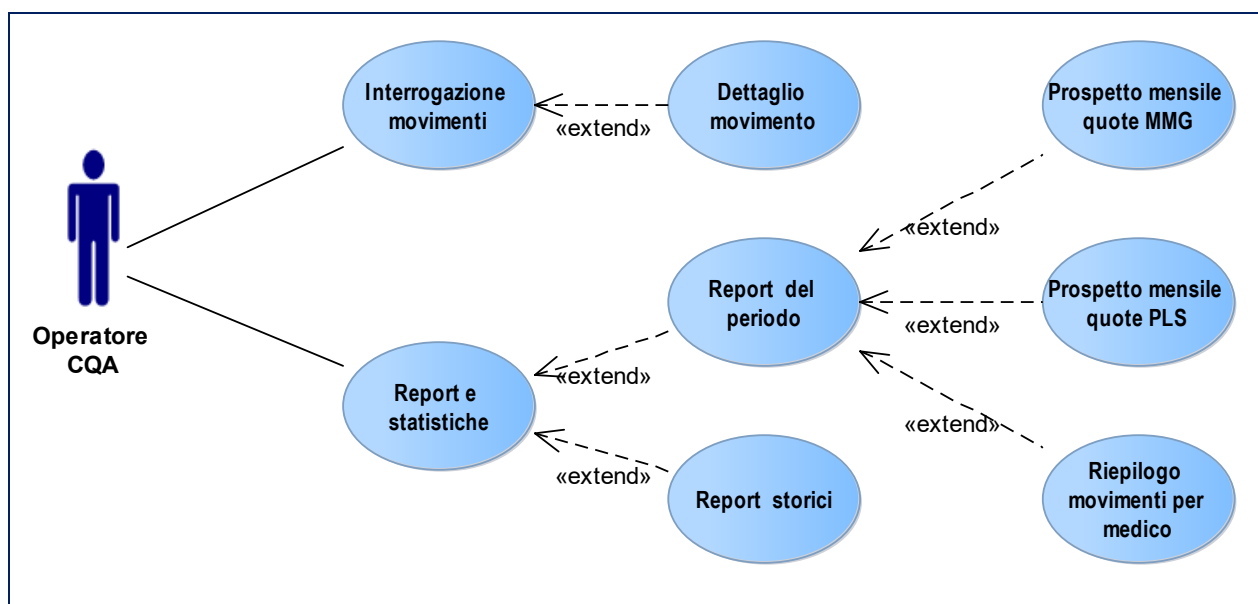 Interrogazione
movimenti
«extend»
Dettaglio
movimento
Prospetto mensile
quote MMG
«extend»
Operatore
CQA
Report del
periodo
«extend»
Prospetto mensile
quote PLS
«extend»
Report e
statistiche
«extend»
«extend»
Report storici
Riepilogo
movimenti per
medico